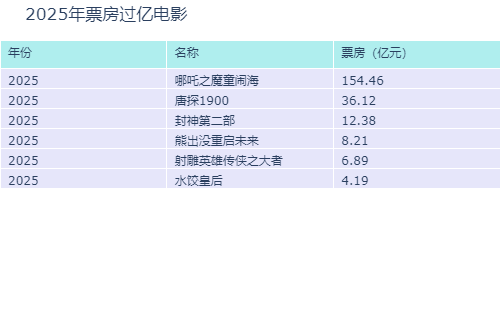 2025年票房过亿电影
年份 名称 票房（亿元）
2025 哪吒之魔童闹海 154.46
2025 唐探1900 36.12
2025 封神第二部 12.38
2025 熊出没重启未来 8.21
2025 射雕英雄传侠之大者 6.89
2025 水饺皇后 4.19